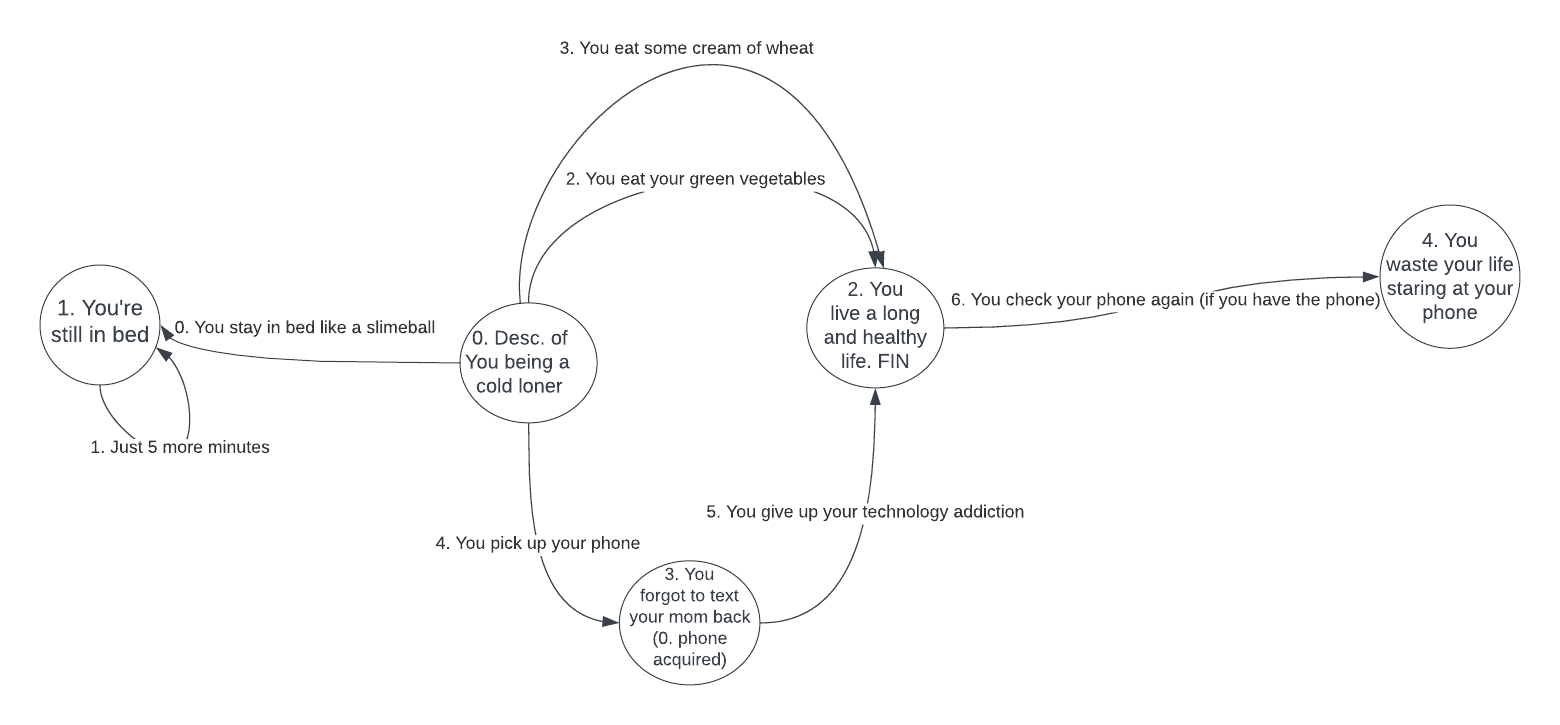 3. You eat some cream of wheat
2. You eat your green vegetables
1. You're
still in bed
0. You stay in bed like a slimeball
1. Just 5 more minutes
0. Desc. of
You being a
cold loner
2. You
live a long
and healthy
life. FIN
6. You check your phone again (if you have the phone)
4. You
waste your life
staring at your
phone
4. You pick up your phone
5. You give up your technology addiction
3. You
forgot to text
your mom back
(0. phone
acquired)